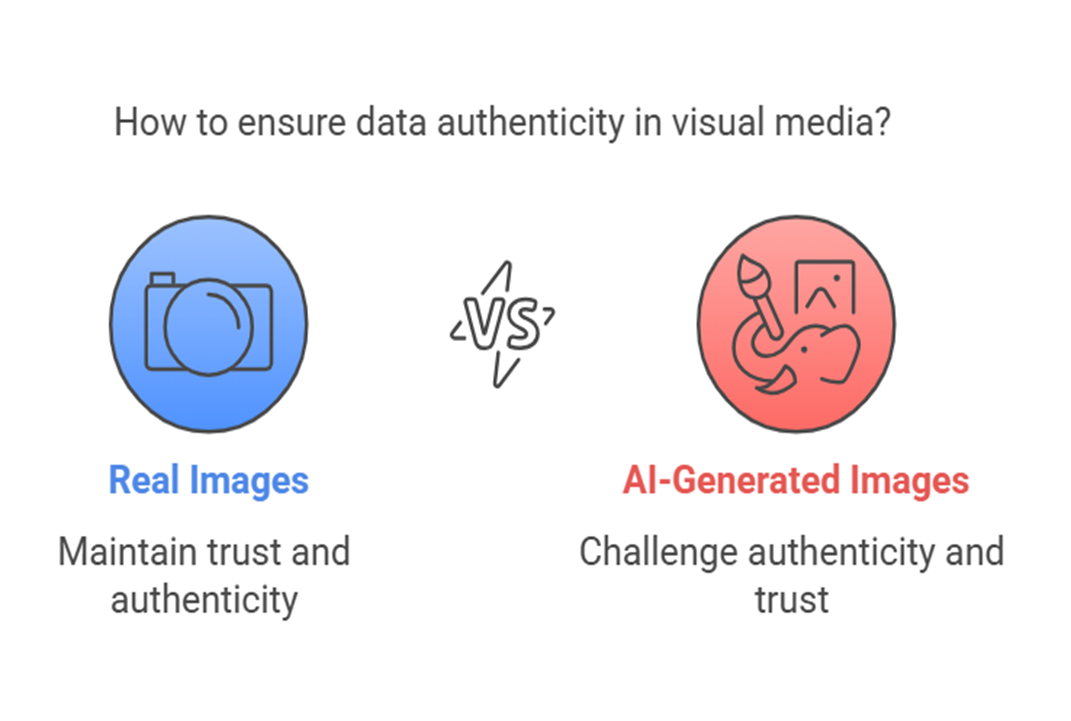 How to ensure data authenticity in visual media?
VS
Real Images
AI-Generated Images
Maintain trust and
authenticity
Challenge authenticity and
trust